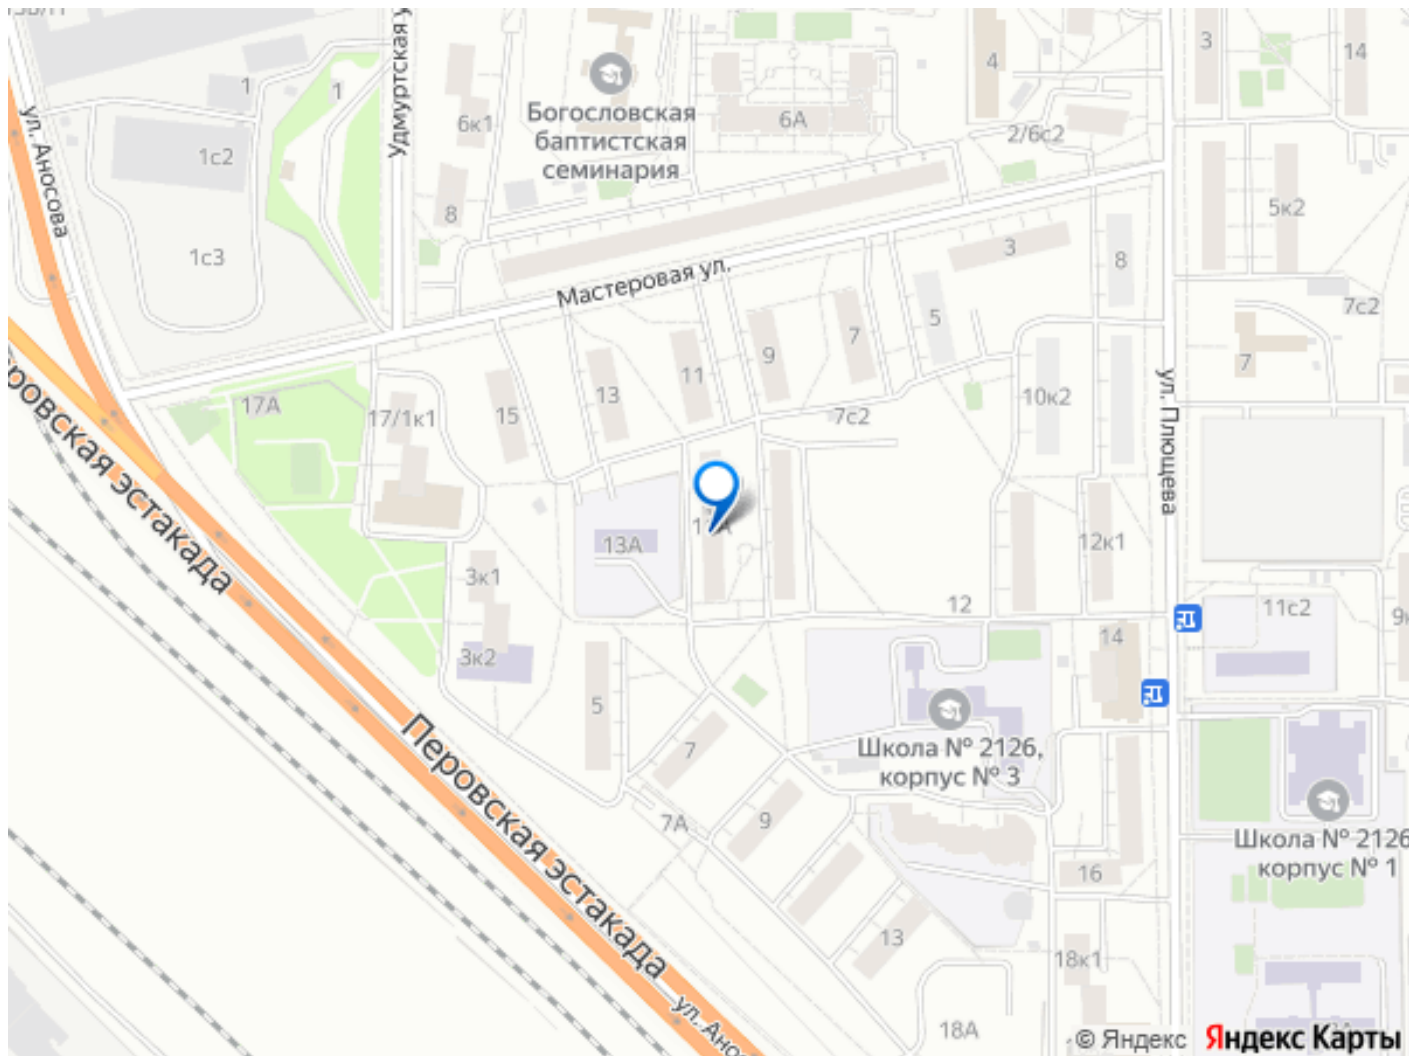 1
1
ул. Аносова
Удмуртская
6к1
Богословская
баптистская
семинария
6А
4
3
14
2/6с2
1с2
8
5к2
1с3
Мастеровая ул.
3
8
7с2
5
7
9
7
11
13
15
17А
17/1к1
7с2
10к2
ул. Плющева
Перовская эстакада
13А
12к1
3к1
12
11с2
14
3к2
5
Школа № 2126,
корпус № 3
7
Перовская эстакада
7А
9
Школа № 2126
корпус № 1
16
13
18к1
18А
ул. Ано
© Яндекс Яндекс Карты